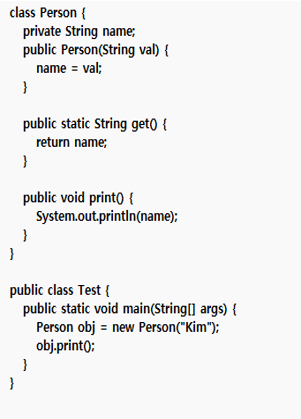 class Person {
private String name;
public Person(String val) {
name = val;
}
public static String get() {
return name;
}
public void print() {
System.out.println(name);
}
}
public class Test {
public static void main(String[] args) {
Person obj = new Person("Kim");
obj.print();
}
}